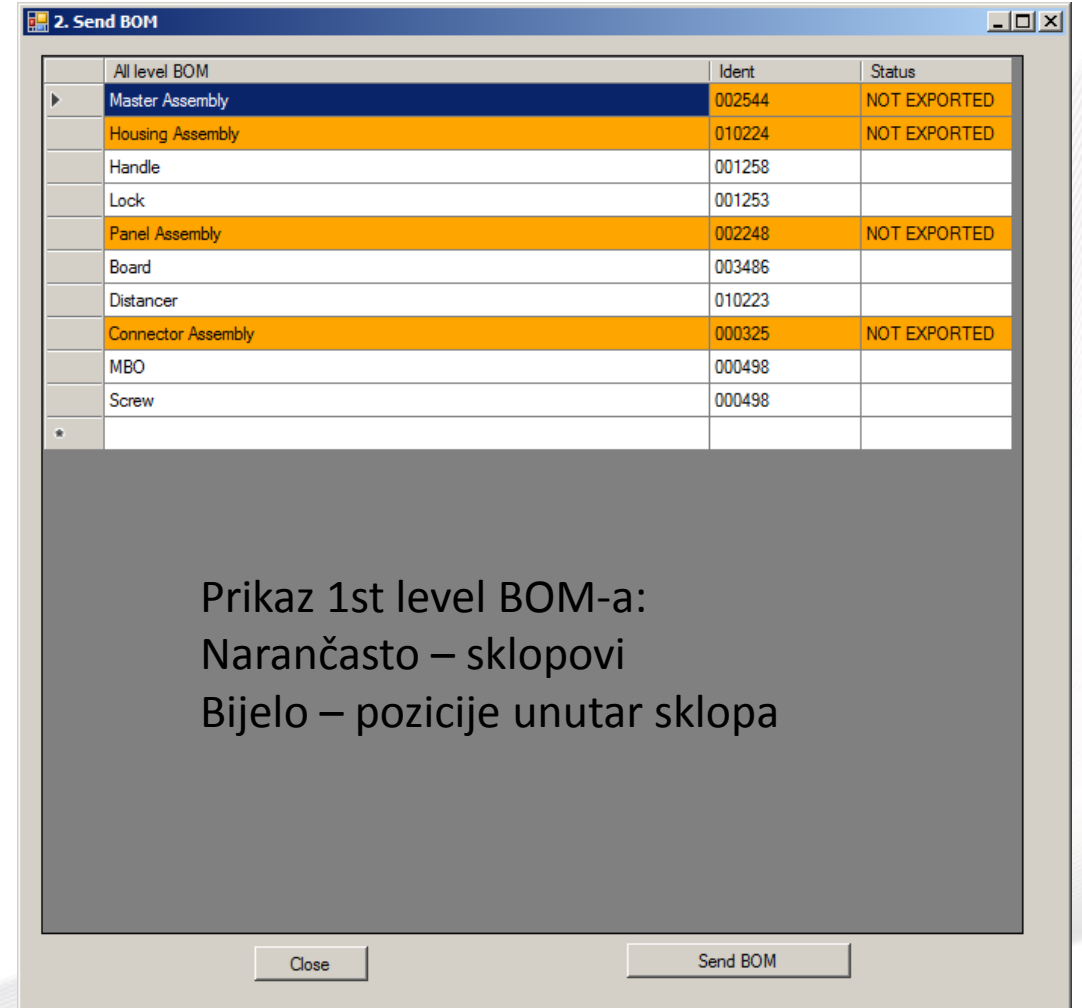 2. Send BOM
All level BOM Ident Status
Master Assembly 002544 NOT EXPORTED
Housing Assembly 010224 NOT EXPORTED
Handle 001258
Lock 001253
Panel Assembly 002248 NOT EXPORTED
Board 003486
Distancer 010223
Connector Assembly 000325 NOT EXPORTED
MBO 000498
Screw 000498
*
Prikaz 1st level BOM-a:
Narančasto – sklopovi
Bijelo – pozicije unutar sklopa
Close Send BOM